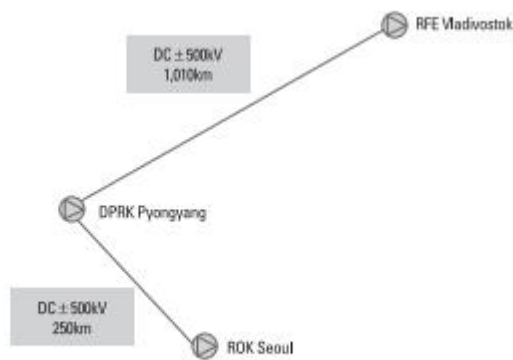 RFE Vladivostok
DC ± 500kV
1,010km
DPRK Pyongyang
DC ± 500kV
250km
ROK Seoul